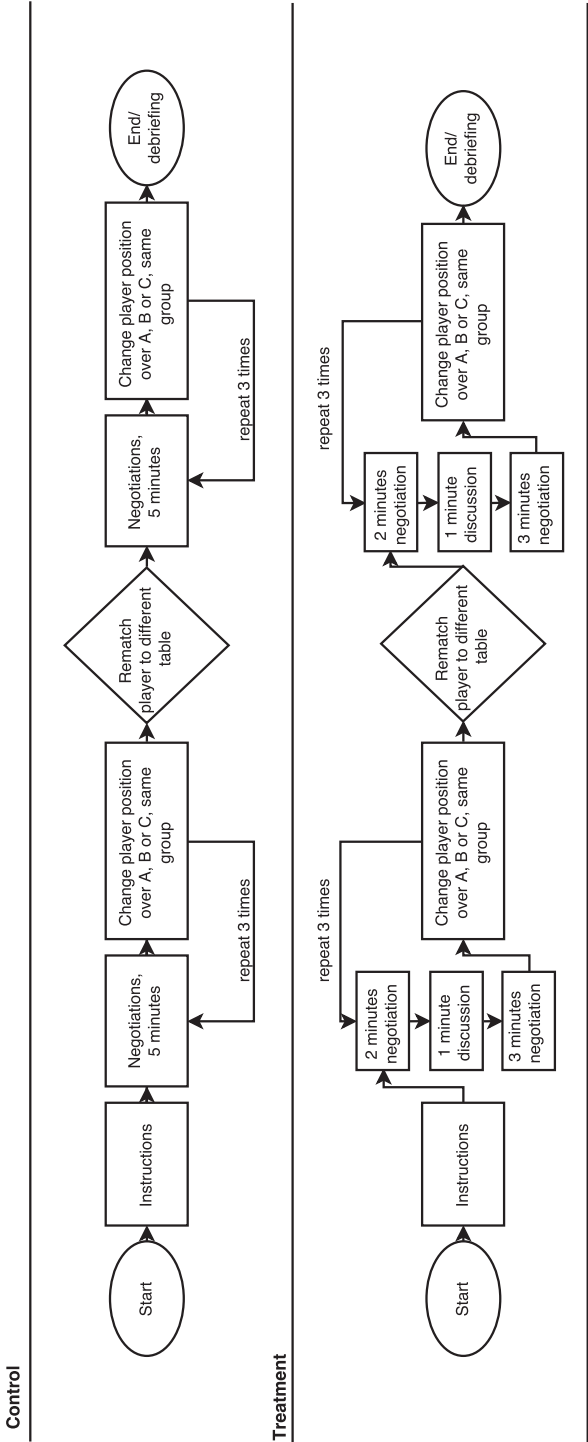 Control
Start
Instructions
Negotiations,
5 minutes
Change player position
over A, B or C, same
group
repeat 3 times
Rematch
player to different
table
Negotiations,
5 minutes
Change player position
over A, B or C, same
group
repeat 3 times
End/
debriefing
Treatment
Start
Instructions
2 minutes
negotiation
1 minute
discussion
3 minutes
negotiation
Change player position
over A, B or C, same
group
repeat 3 times
Rematch
player to different
table
2 minutes
negotiation
1 minute
discussion
3 minutes
negotiation
Change player position
over A, B or C, same
group
repeat 3 times
End/
debriefing